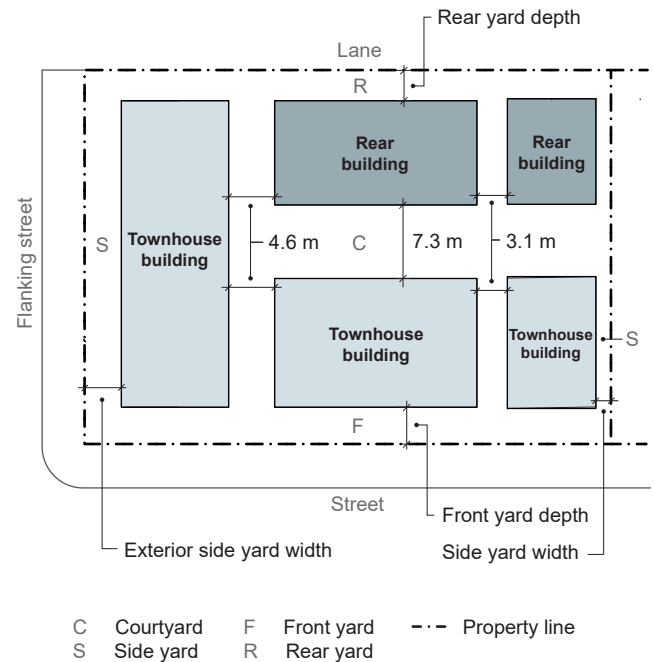 Rear yard depth
Lane
R
Rear
building
Rear
building
Flanking street
S
Townhouse
building
4.6 m
C
7.3 m
3.1 m
Townhouse
building
Townhouse
building
S
F
Street
Front yard depth
Exterior side yard width
Side yard width
C Courtyard F Front yard Property line
S Side yard R Rear yard